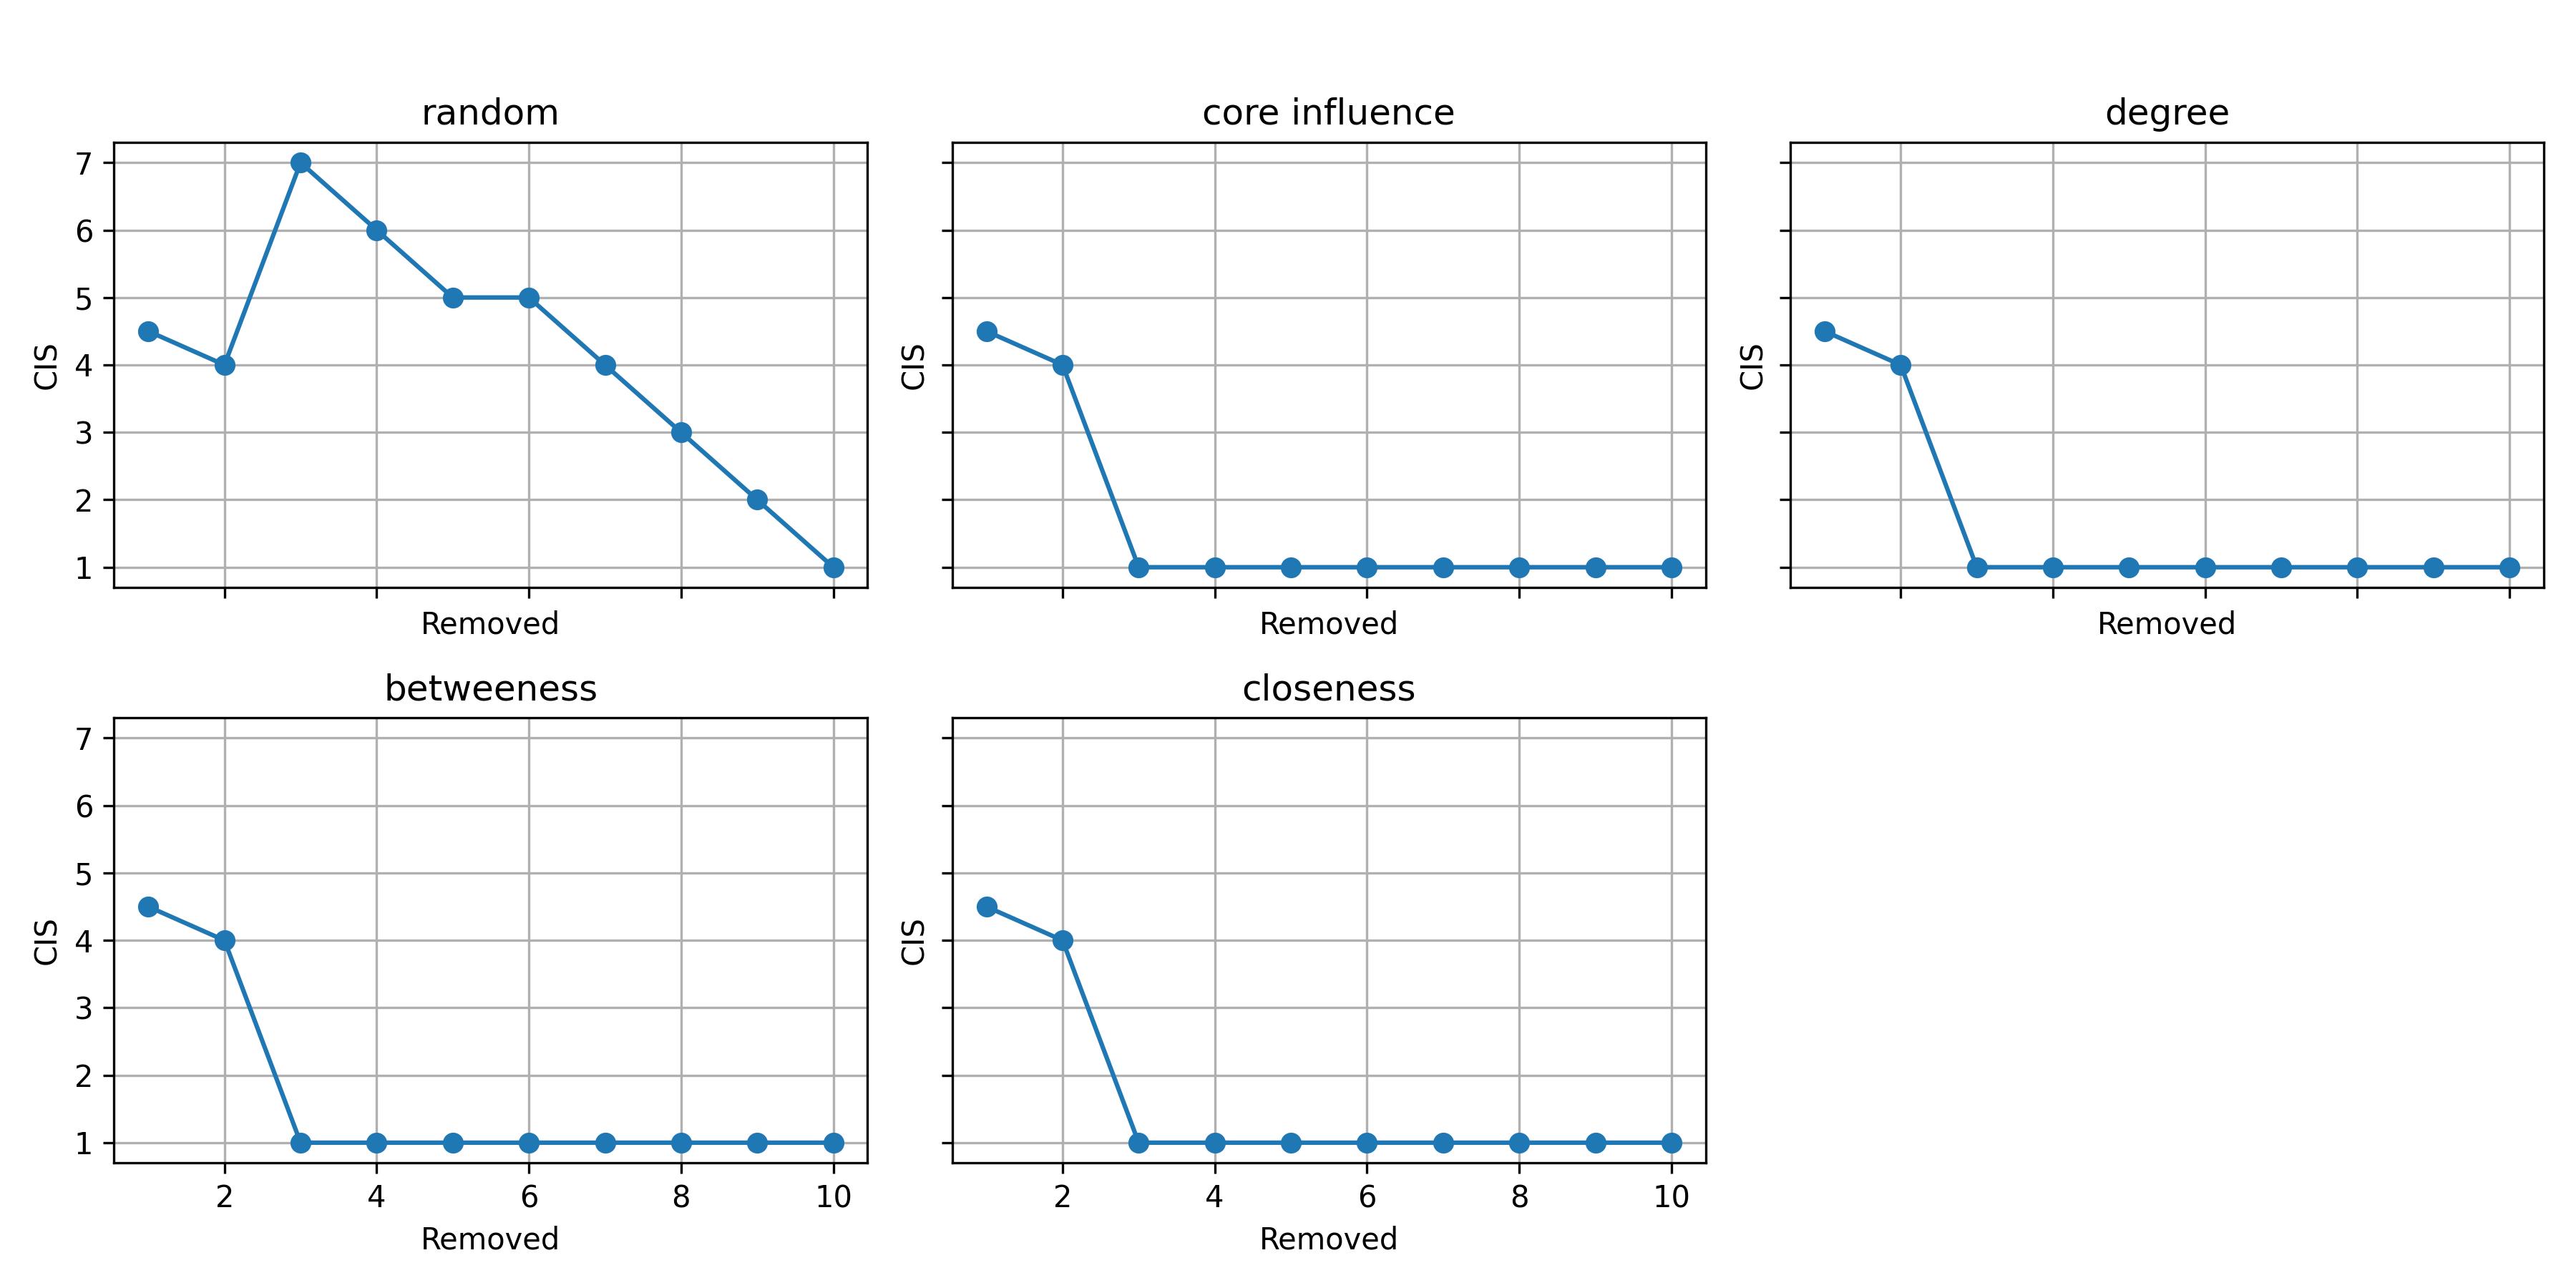 random
7
6
5
4
3
2
1
CIS
Removed
core influence
CIS
Removed
degree
CIS
Removed
betweeness
7
6
5
4
3
2
1
CIS
2 4 6 8 10
Removed
closeness
CIS
2 4 6 8 10
Removed